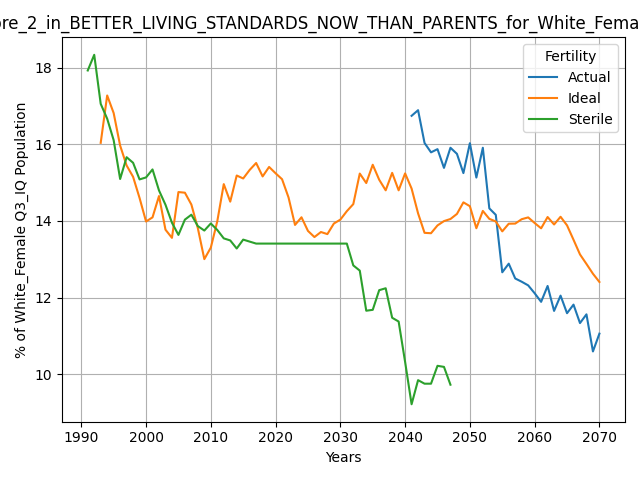 re_2_in_BETTER_LIVING_STANDARDS_NOW_THAN_PARENTS_for_White_Fema
Fertility
Actual
Ideal
Sterile
% of White_Female Q3_IQ Population
18
16
14
12
10
1990 2000 2010 2020 2030 2040 2050 2060 2070
Years